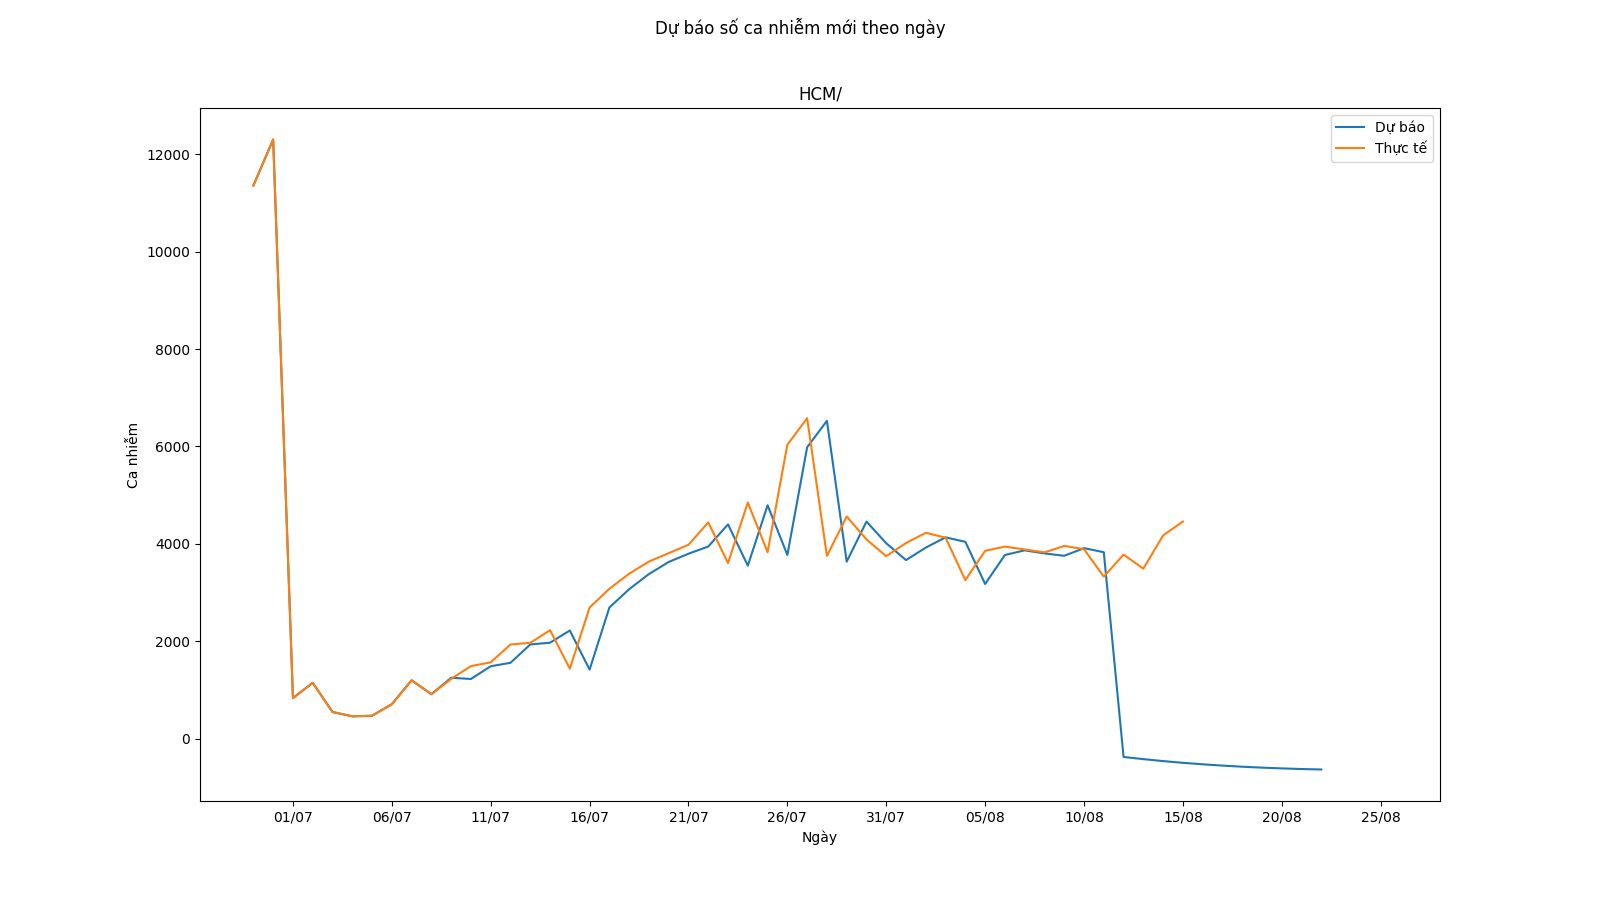 Dự báo số ca nhiễm mới theo ngày
HCM/
Dự báo
Thực tế
12000
10000
8000
6000
4000
2000
0
Ca nhiễm
01/07 06/07 11/07 16/07 21/07 26/07 31/07 05/08 10/08 15/08 20/08 25/08
Ngày